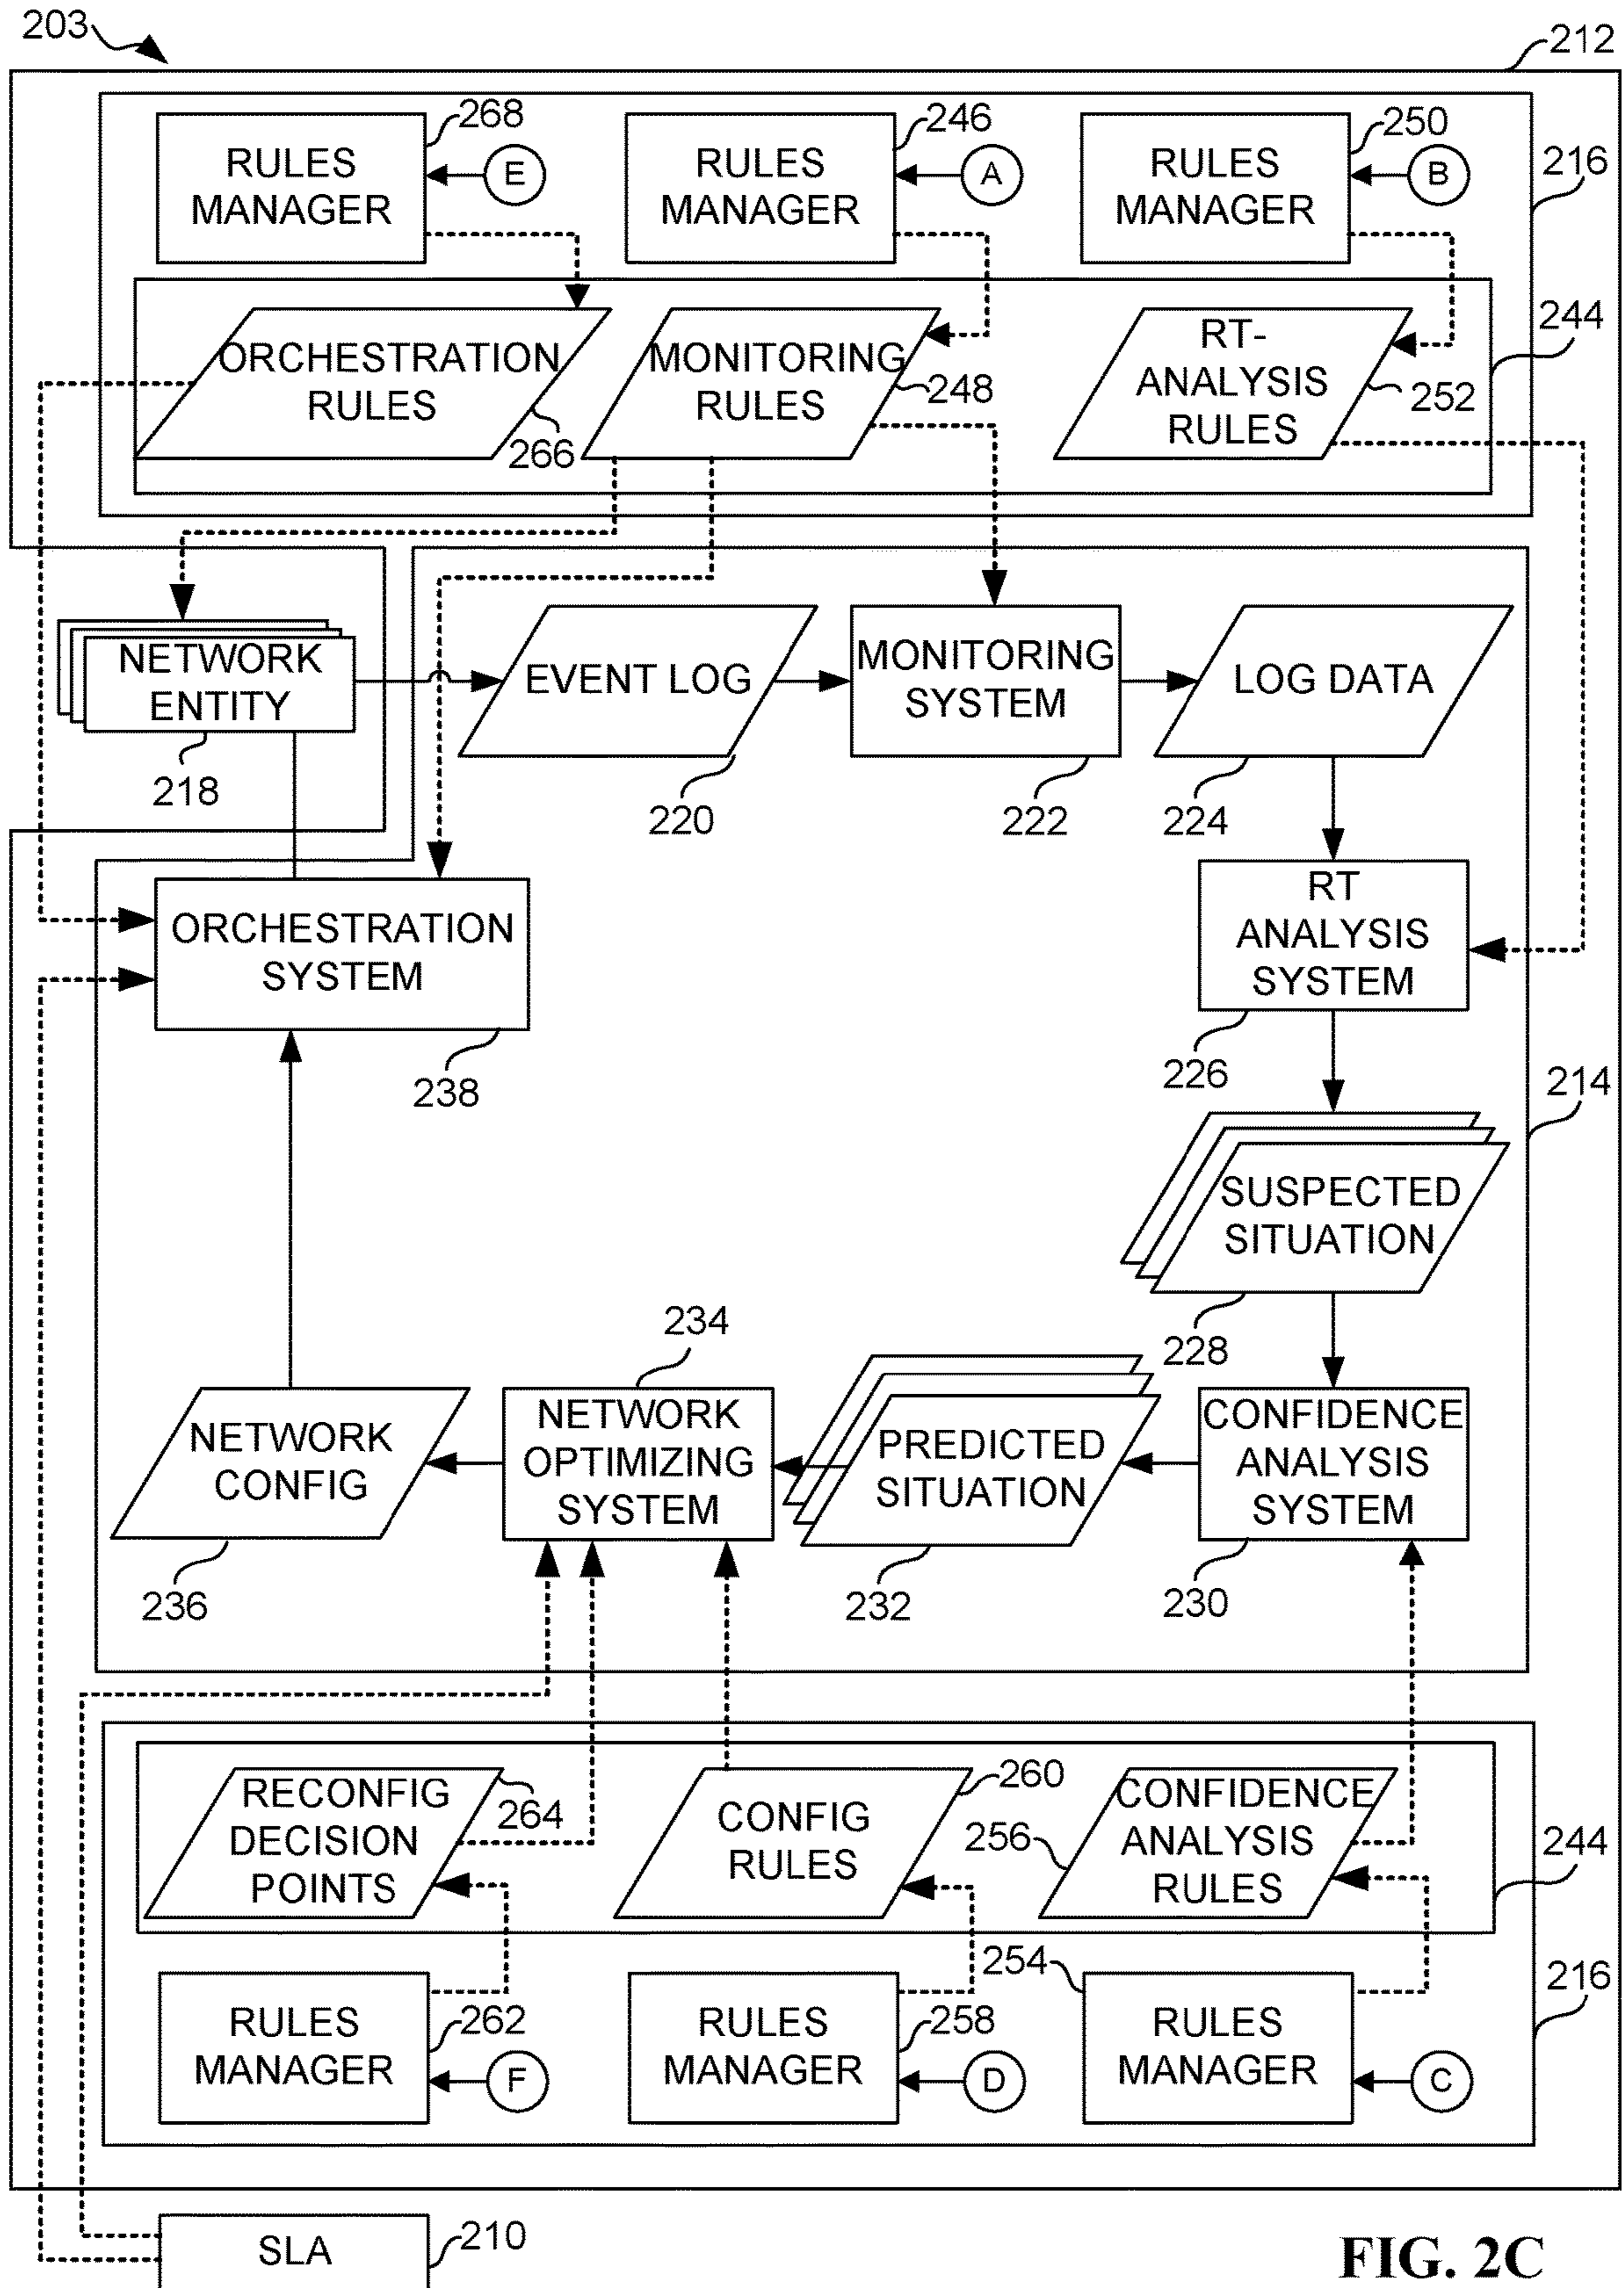 203
212
268
246
250
RULES
MANAGER
E
RULES
MANAGER
A
RULES
MANAGER
B
216
ORCHESTRATION
RULES
266
MONITORING
RULES
248
RT-
ANALYSIS
RULES
252
244
NETWORK
ENTITY
218
EVENT LOG
220
MONITORING
SYSTEM
222
LOG DATA
224
ORCHESTRATION
SYSTEM
238
RT
ANALYSIS
SYSTEM
226
214
SUSPECTED
SITUATION
228
234
NETWORK
CONFIG
236
NETWORK
OPTIMIZING
SYSTEM
PREDICTED
SITUATION
232
CONFIDENCE
ANALYSIS
SYSTEM
230
RECONFIG
DECISION
POINTS
264
CONFIG
RULES
260
256
CONFIDENCE
ANALYSIS
RULES
244
RULES
MANAGER
262
F
RULES
MANAGER
258
D
254
RULES
MANAGER
C
216
SLA
210
FIG. 2C